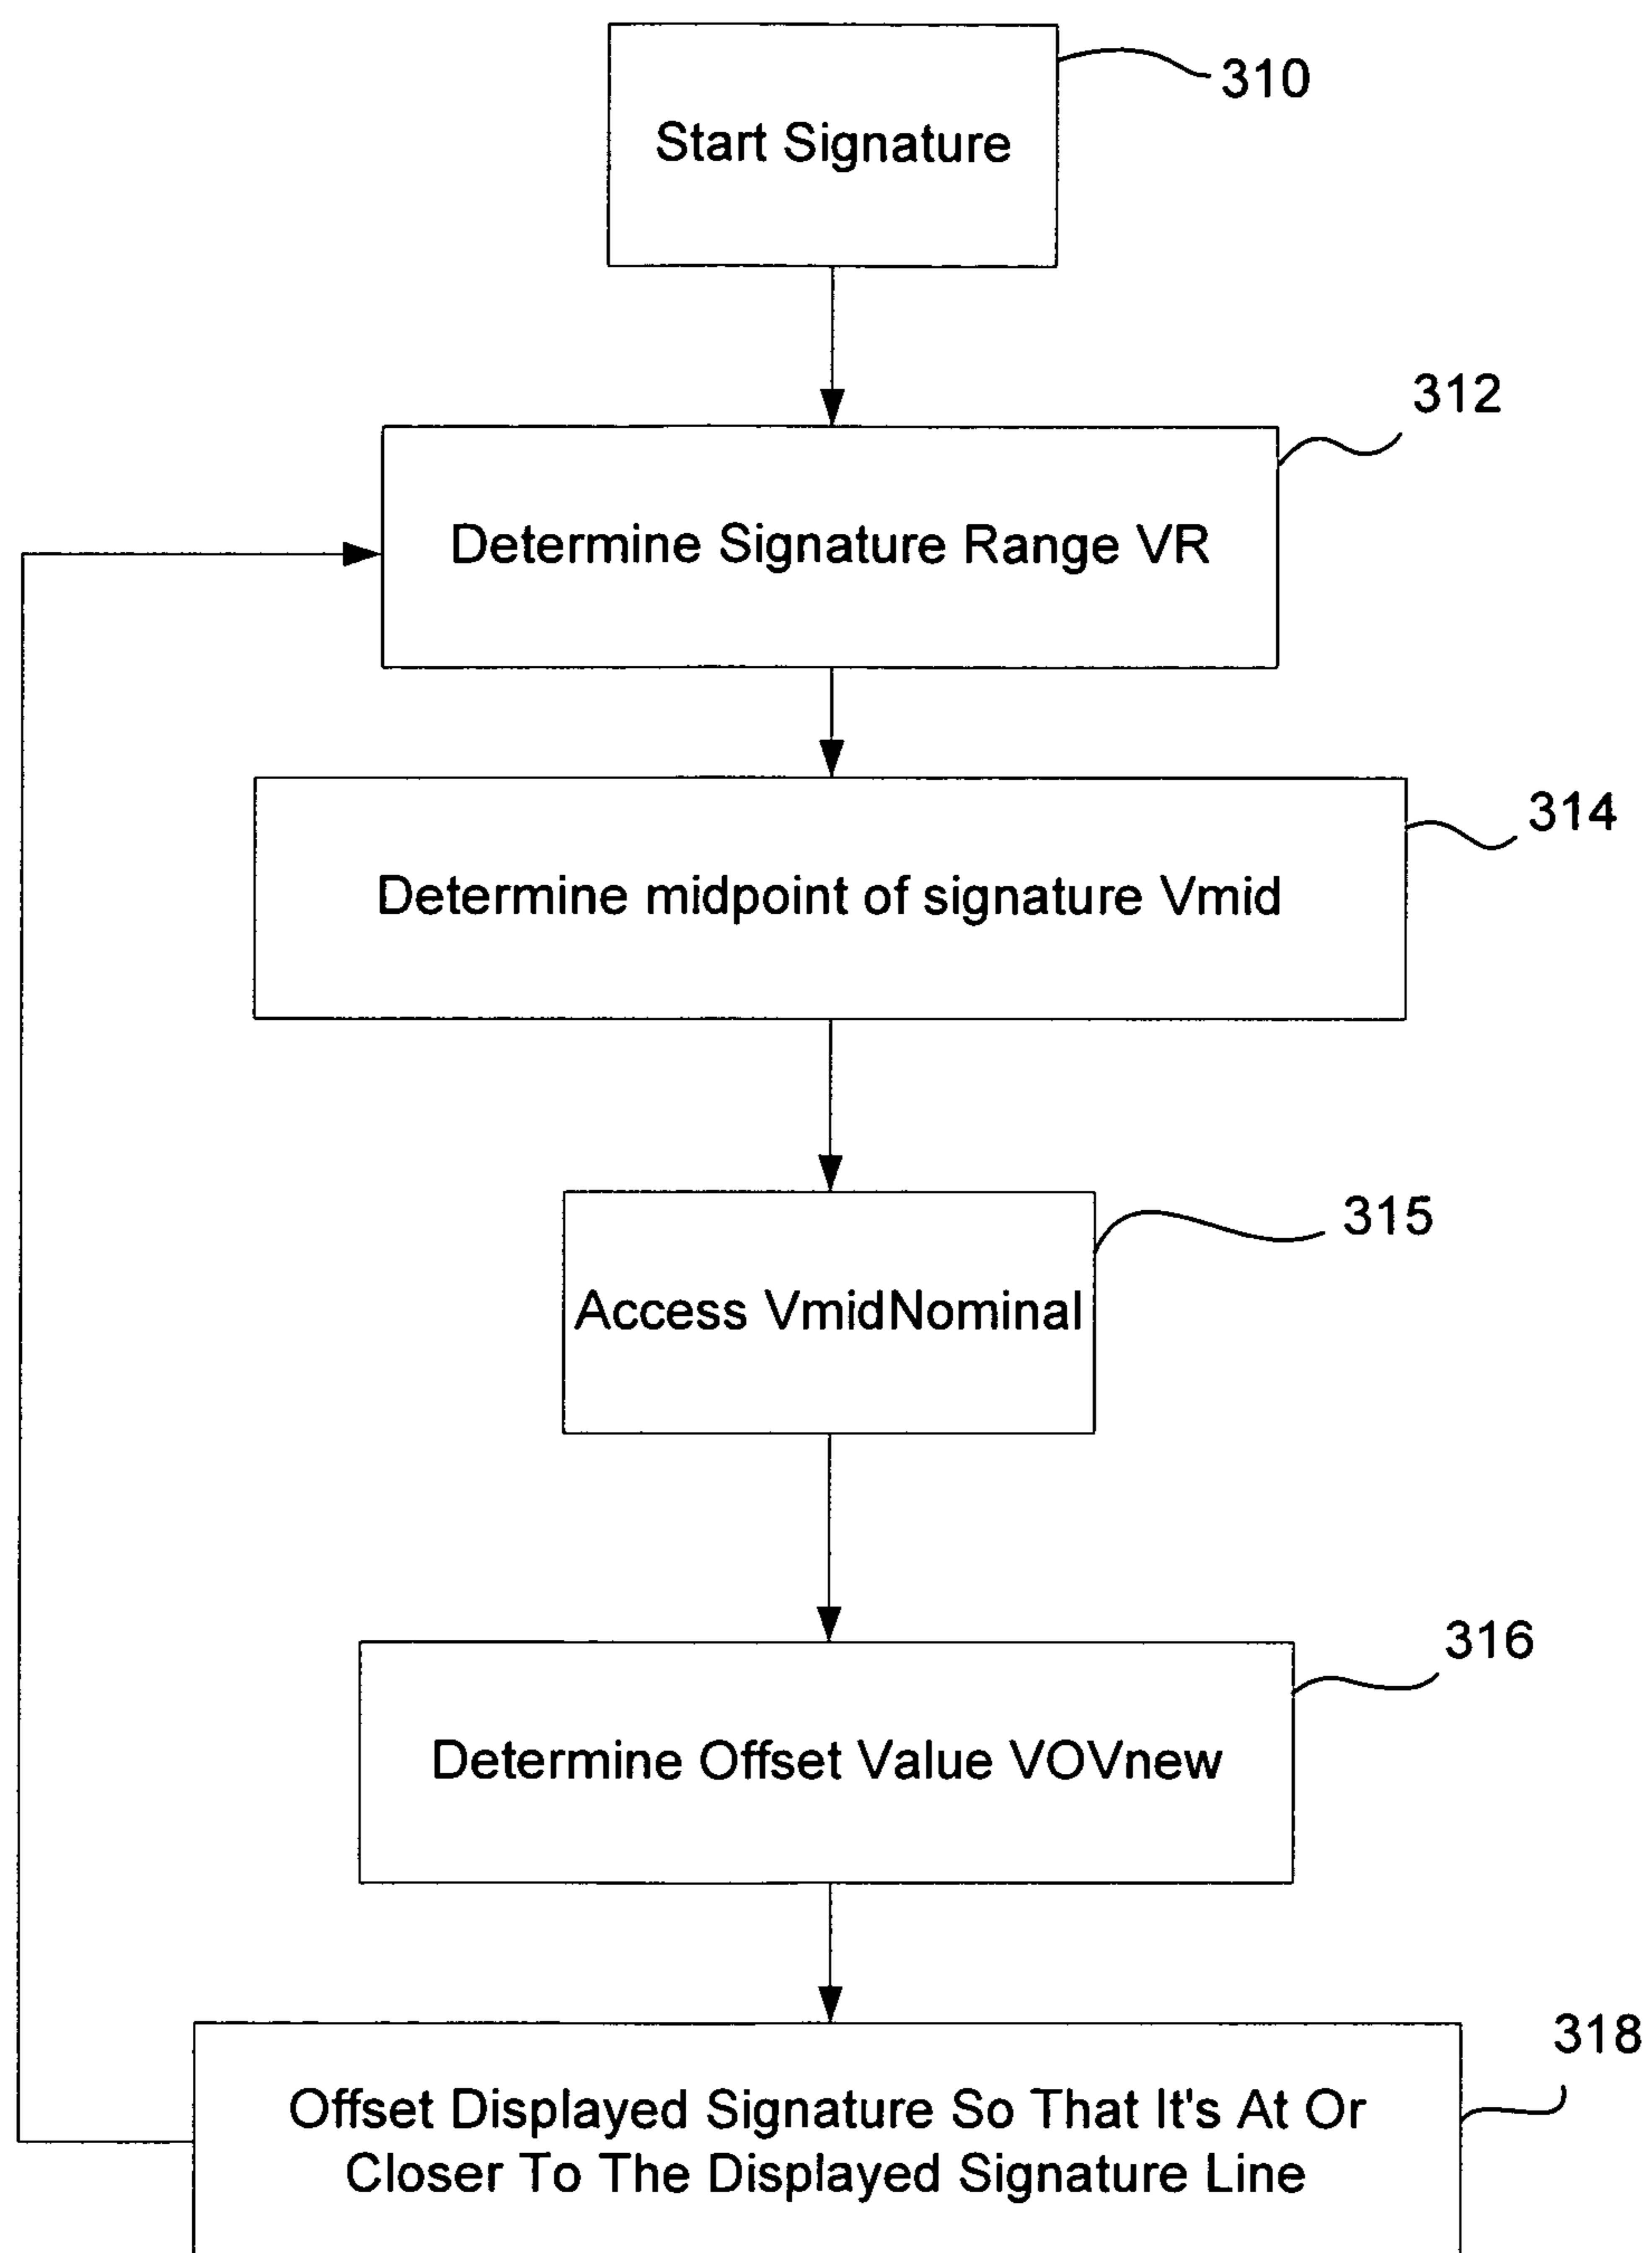 310
Start Signature
312
Determine Signature Range VR
314
Determine midpoint of signature Vmid
315
Access VmidNominal
316
Determine Offset Value VOVnew
318
Offset Displayed Signature So That It's At Or
Closer To The Displayed Signature Line